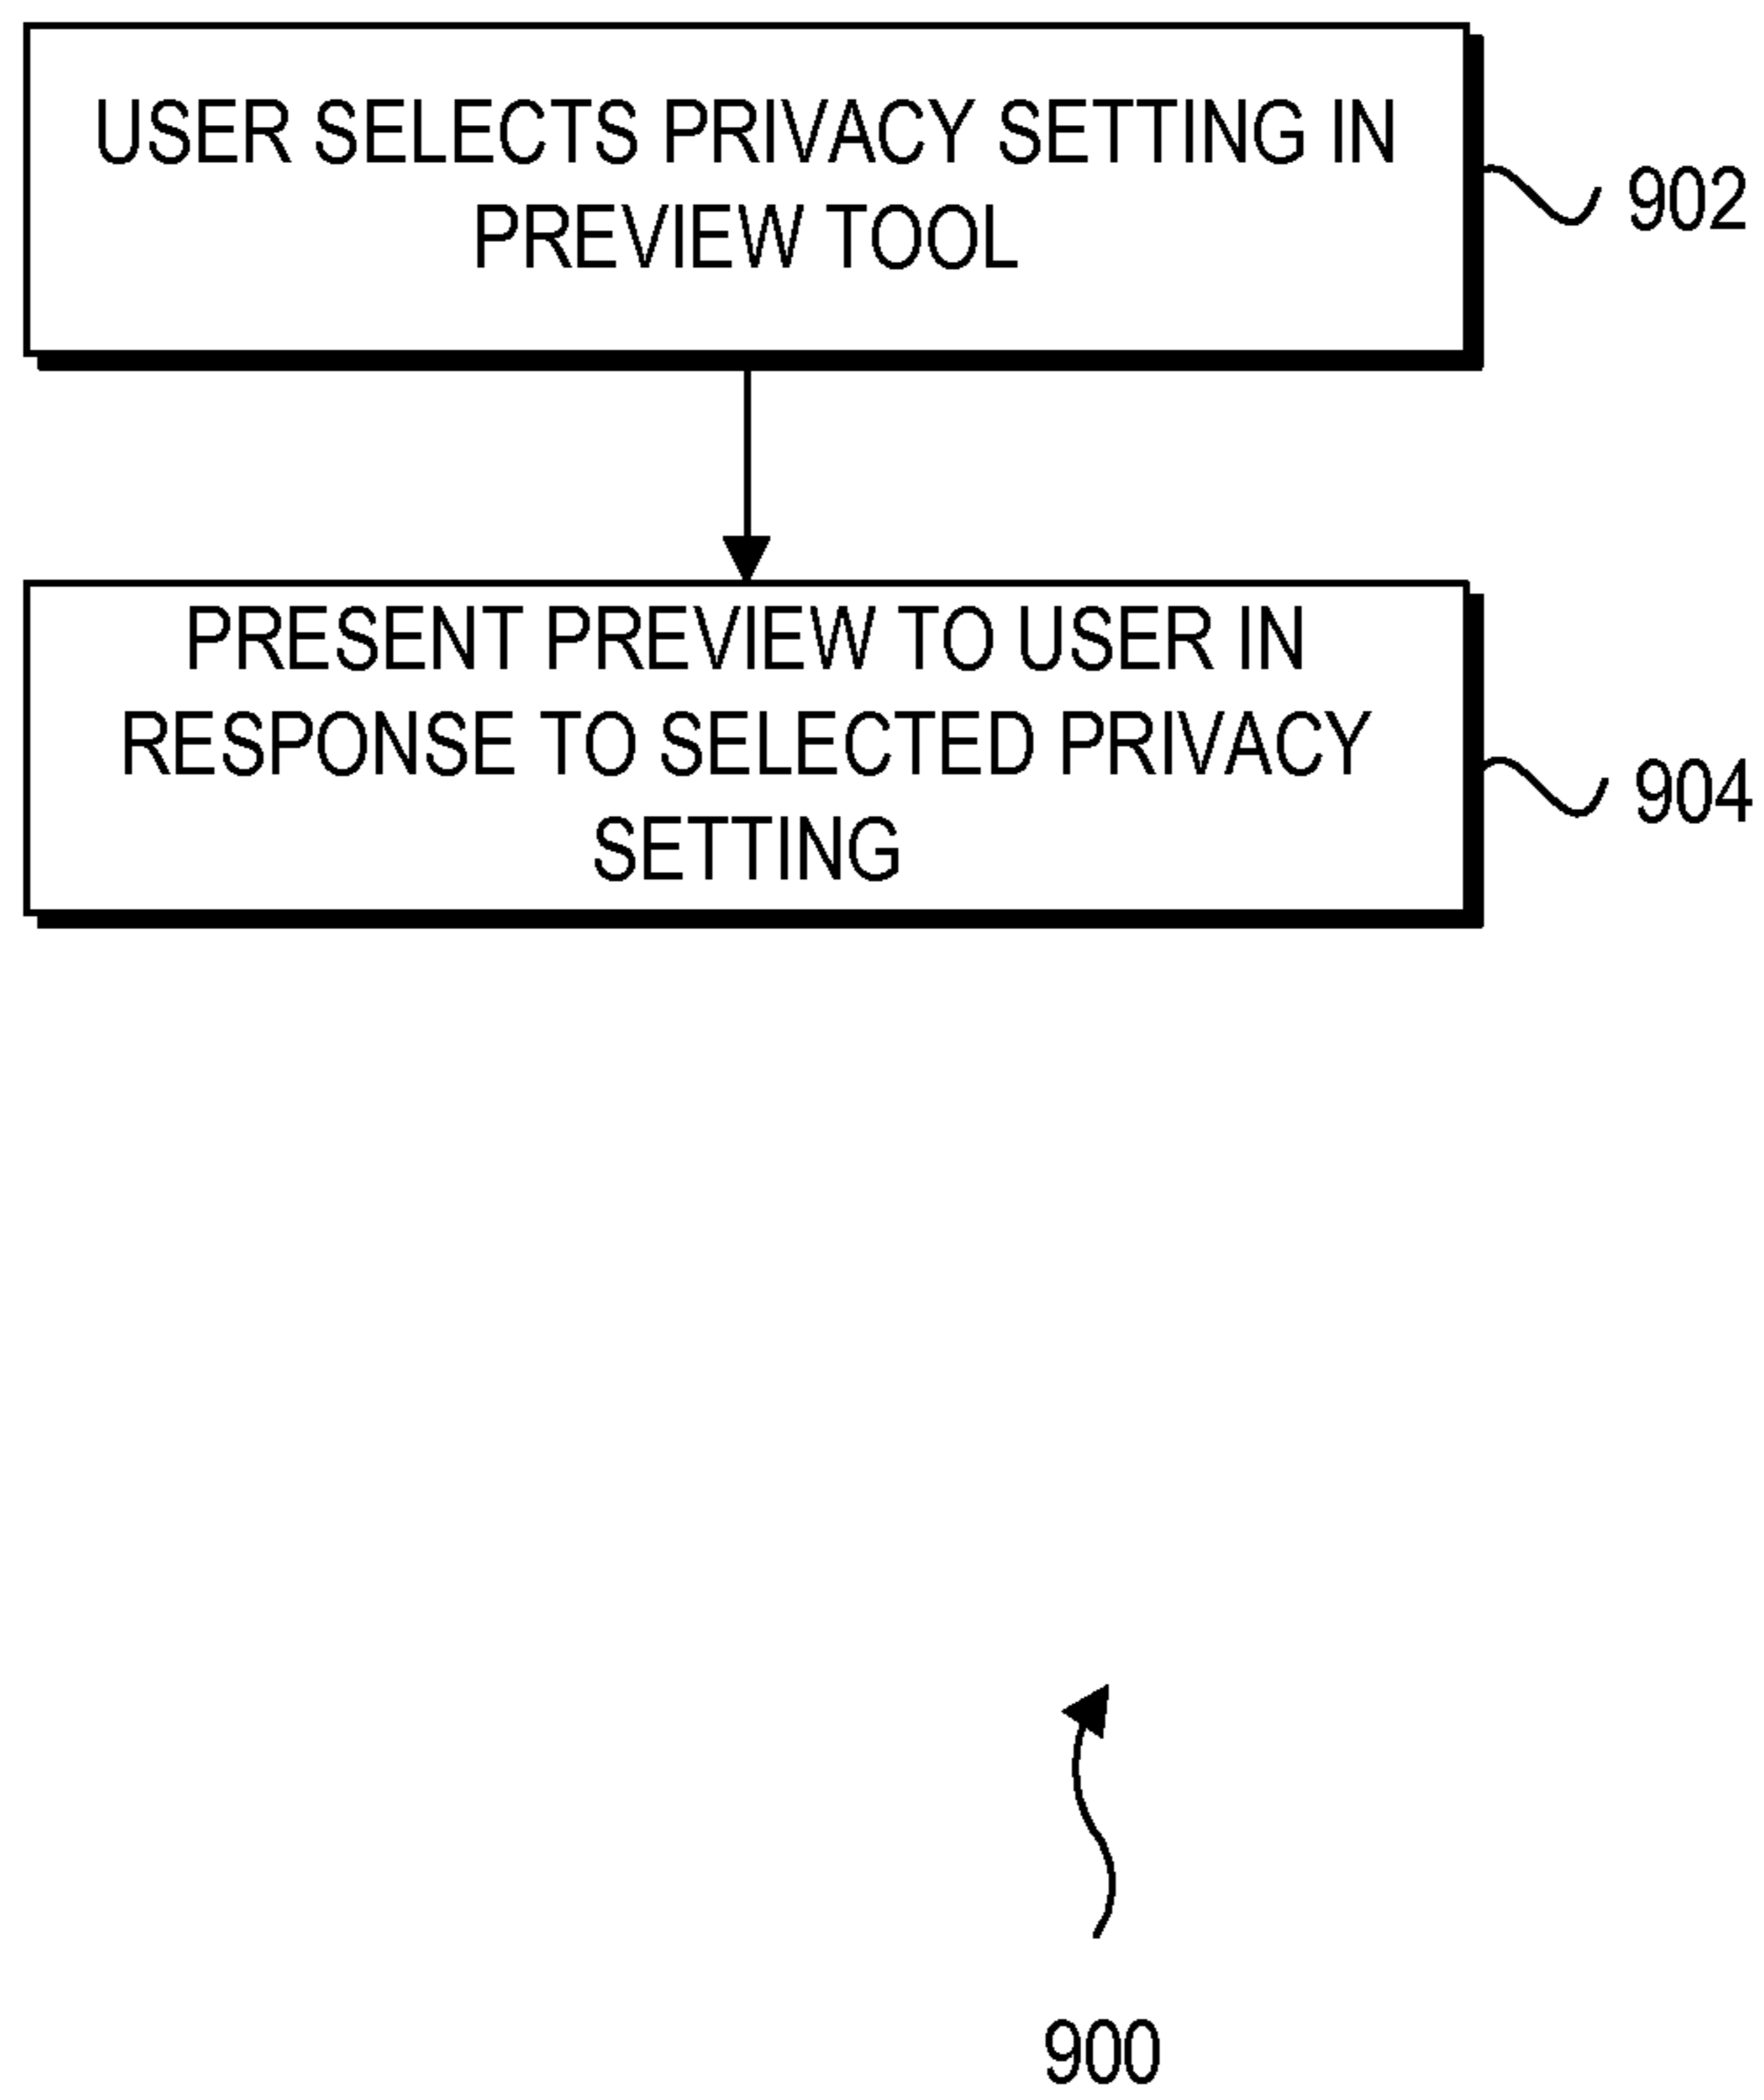 USER SELECTS PRIVACY SETTING IN
PREVIEW TOOL
902
PRESENT PREVIEW TO USER IN
RESPONSE TO SELECTED PRIVACY
SETTING
904
900